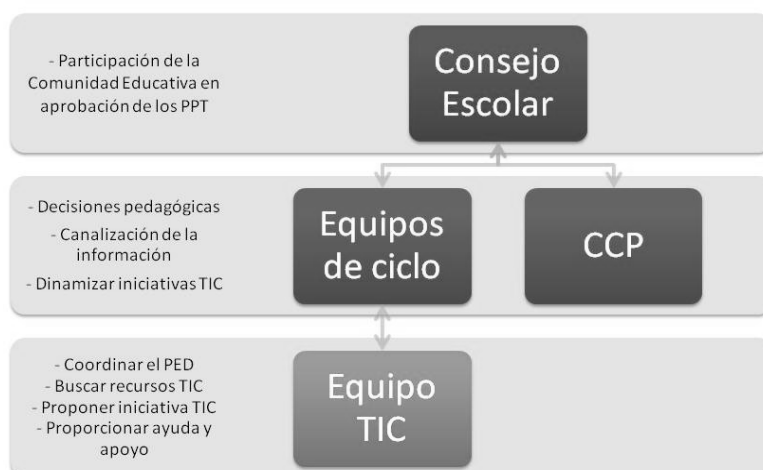 - Participación de la
Comunidad Educativa en
aprobación de los PPT
Consejo
Escolar
- Decisiones pedagógicas
- Canalización de la
información
- Dinamizar iniciativas TIC
Equipos
de ciclo
CCP
- Coordinar el PED
- Buscar recursos TIC
- Proponer iniciativa TIC
- Proporcionar ayuda y
apoyo
Equipo
TIC